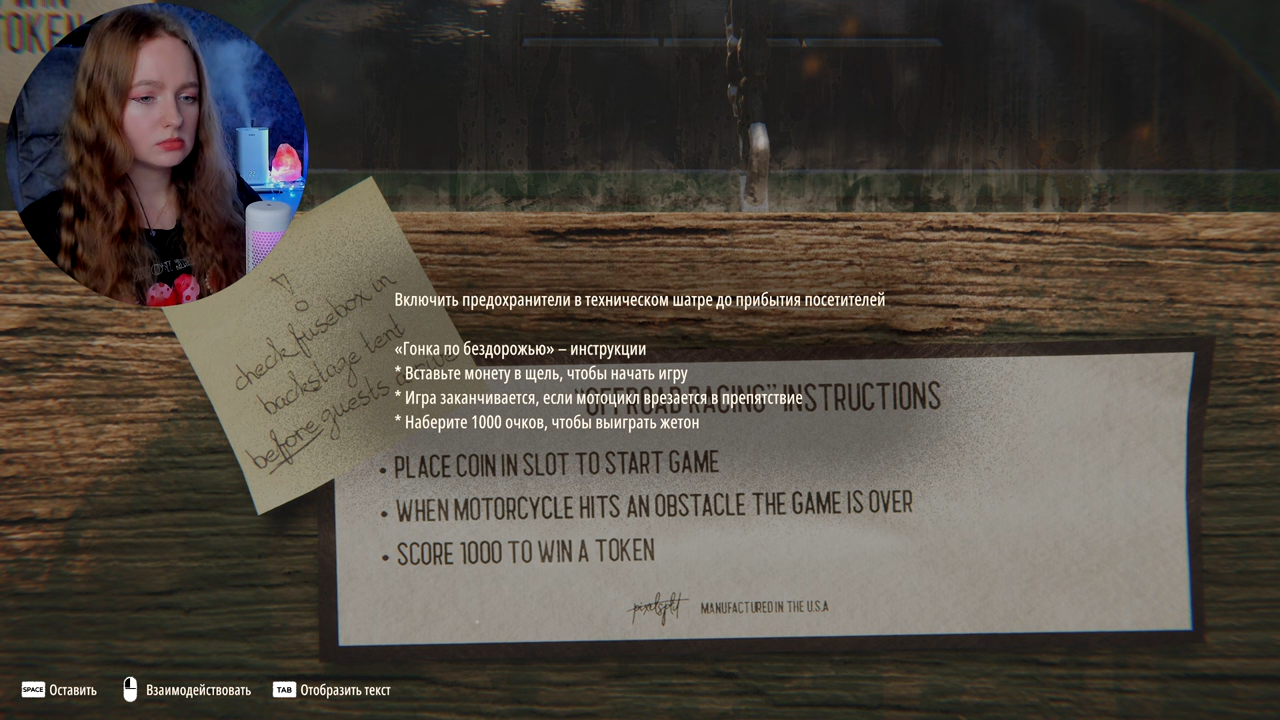 WIN
TOKEN
!
check fusebox in
backstage tent
before guests
Включить предохранители в техническом шатре до прибытия посетителей
«Гонка по бездорожью» – инструкции
* Вставьте монету в щель, чтобы начать игру
* Игра заканчивается, если мотоцикл врезается в препятствие
* Наберите 1000 очков, чтобы выиграть жетон
"OFFROAD RACING" INSTRUCTIONS
• PLACE COIN IN SLOT TO START GAME
• WHEN MOTORCYCLE HITS AN OBSTACLE THE GAME IS OVER
• SCORE 1000 TO WIN A TOKEN
pixelsplit MANUFACTURED IN THE U.S.A
SPACE Оставить Взаимодействовать TAB Отобразить текст